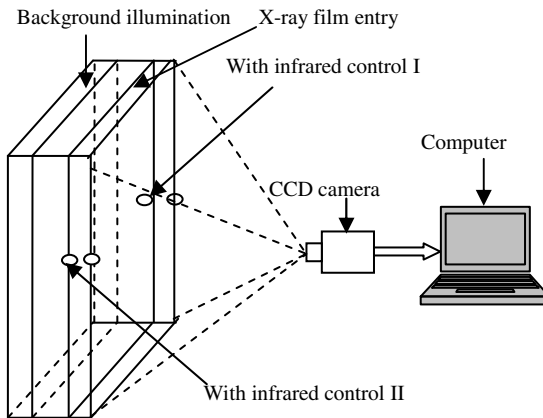 Background illumination
X-ray film entry
With infrared control I
Computer
CCD camera
With infrared control II